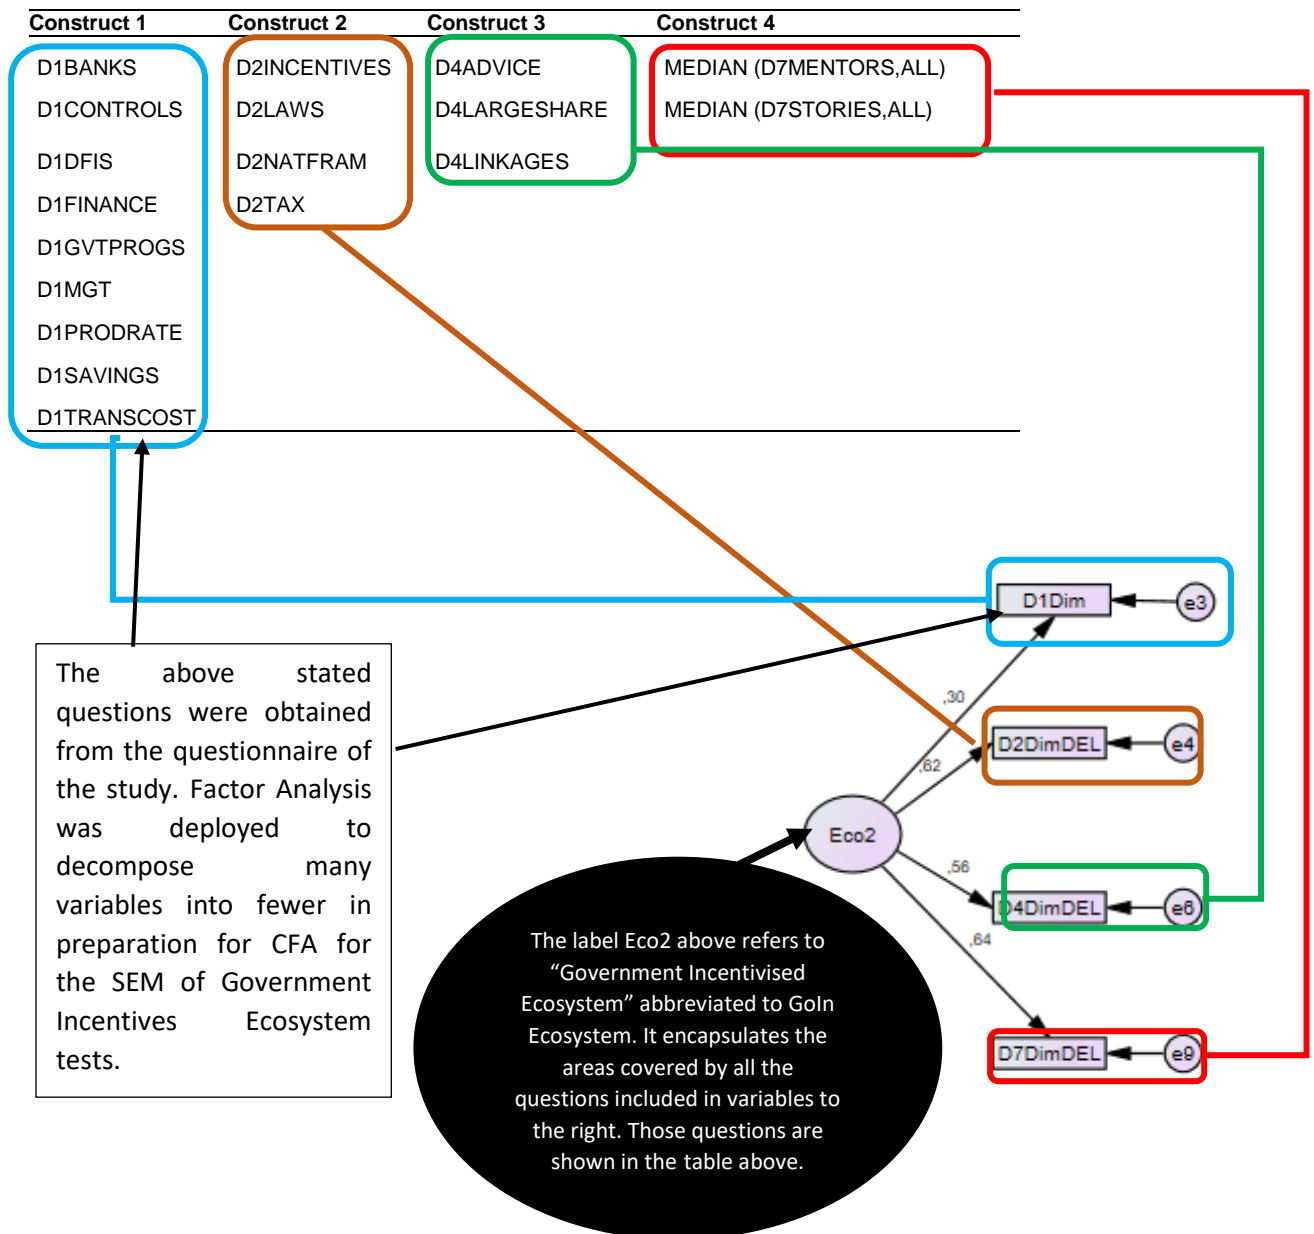 Construct 1 Construct 2 Construct 3 Construct 4
D1BANKS D2INCENTIVES D4ADVICE MEDIAN (D7MENTORS,ALL)
D1CONTROLS D2LAWS D4LARGESHARE MEDIAN (D7STORIES,ALL)
D1DFIS D2NATFRAM D4LINKAGES
D1FINANCE D2TAX
D1GVTPROGS
D1MGT
D1PRODRATE
D1SAVINGS
D1TRANSCOST
The above stated
questions were obtained
from the questionnaire of
the study. Factor Analysis
was deployed to
decompose many
variables into fewer in
preparation for CFA for
the SEM of Government
Incentives Ecosystem
tests.
D1Dim e3
,30
D2DimDEL e4
,62
Eco2
,56
D4DimDEL e6
,64
D7DimDEL e9
The label Eco2 above refers to
“Government Incentivised
Ecosystem” abbreviated to GoIn
Ecosystem. It encapsulates the
areas covered by all the
questions included in variables to
the right. Those questions are
shown in the table above.